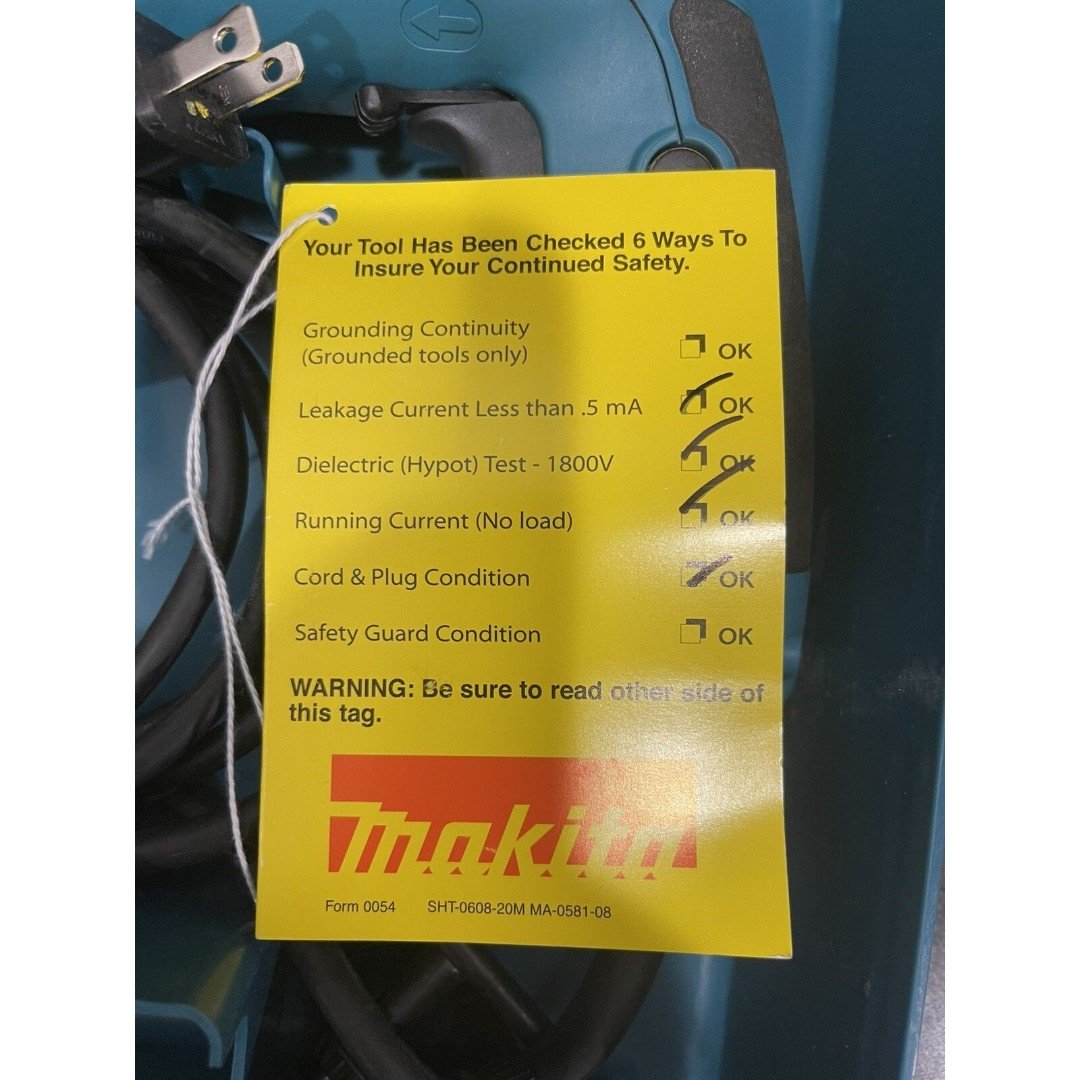 Your Tool Has Been Checked 6 Ways To
Insure Your Continued Safety.
Grounding Continuity
(Grounded tools only)
OK
Leakage Current Less than .5 mA
OK
Dielectric (Hypot) Test - 1800V
OK
Running Current (No load)
OK
Cord & Plug Condition
OK
Safety Guard Condition
OK
WARNING: Be sure to read other side of
this tag.
makita
Form 0054 SHT-0608-20M MA-0581-08